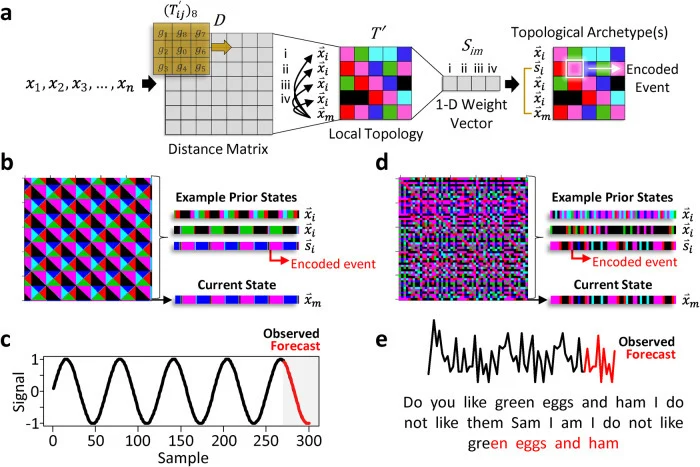 a
(T'ij)8
D
g1 g8 g7
g2 g0 g6
g3 g4 g5
x1, x2, x3, ..., xn
Distance Matrix
i
ii
iii
iv
x⃗i
x⃗i
x⃗i
x⃗i
x⃗m
T'
Local Topology
Sim
i ii iii iv
1-D Weight
Vector
Topological Archetype(s)
x⃗i
s⃗i
x⃗i
x⃗i
x⃗m
Encoded
Event
b
Example Prior States
x⃗i
x⃗i
s⃗i
Encoded event
Current State
x⃗m
c
Observed
Forecast
Signal
1
0
-1
0 50 100 150 200 250 300
Sample
d
Example Prior States
x⃗i
x⃗i
s⃗i
Encoded event
Current State
x⃗m
e
Observed
Forecast
Do you like green eggs and ham I do
not like them Sam I am I do not like
green eggs and ham